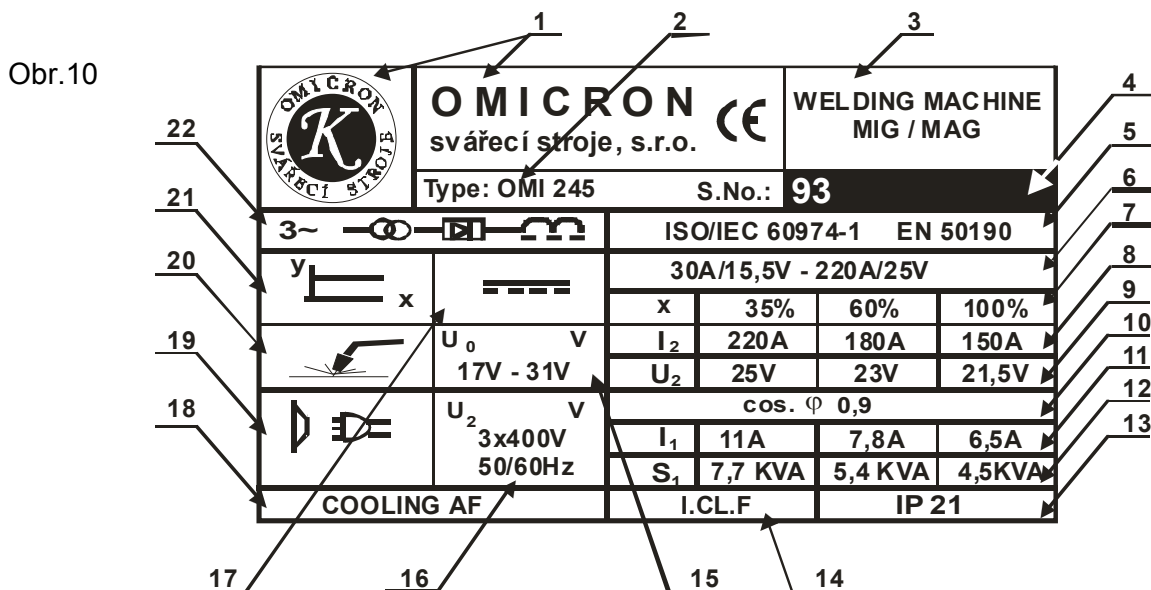 Obr.10
1 2 3
4
5
6
7
8
9
10
11
12
13
22
21
20
19
18
OMICRON
SVÁŘECÍ STROJE
K
OMICRON
svářecí stroje, s.r.o.
CE
WELDING MACHINE
MIG / MAG
Type: OMI 245 S.No.: 93
3~ ISO/IEC 60974-1 EN 50190
y
x
30A/15,5V - 220A/25V
x 35% 60% 100%
U0 V
17V - 31V
I2 220A 180A 150A
U2 25V 23V 21,5V
U2 V
3x400V
50/60Hz
cos. φ 0,9
I1 11A 7,8A 6,5A
S1 7,7 KVA 5,4 KVA 4,5KVA
COOLING AF I.CL.F IP 21
17 16 15 14